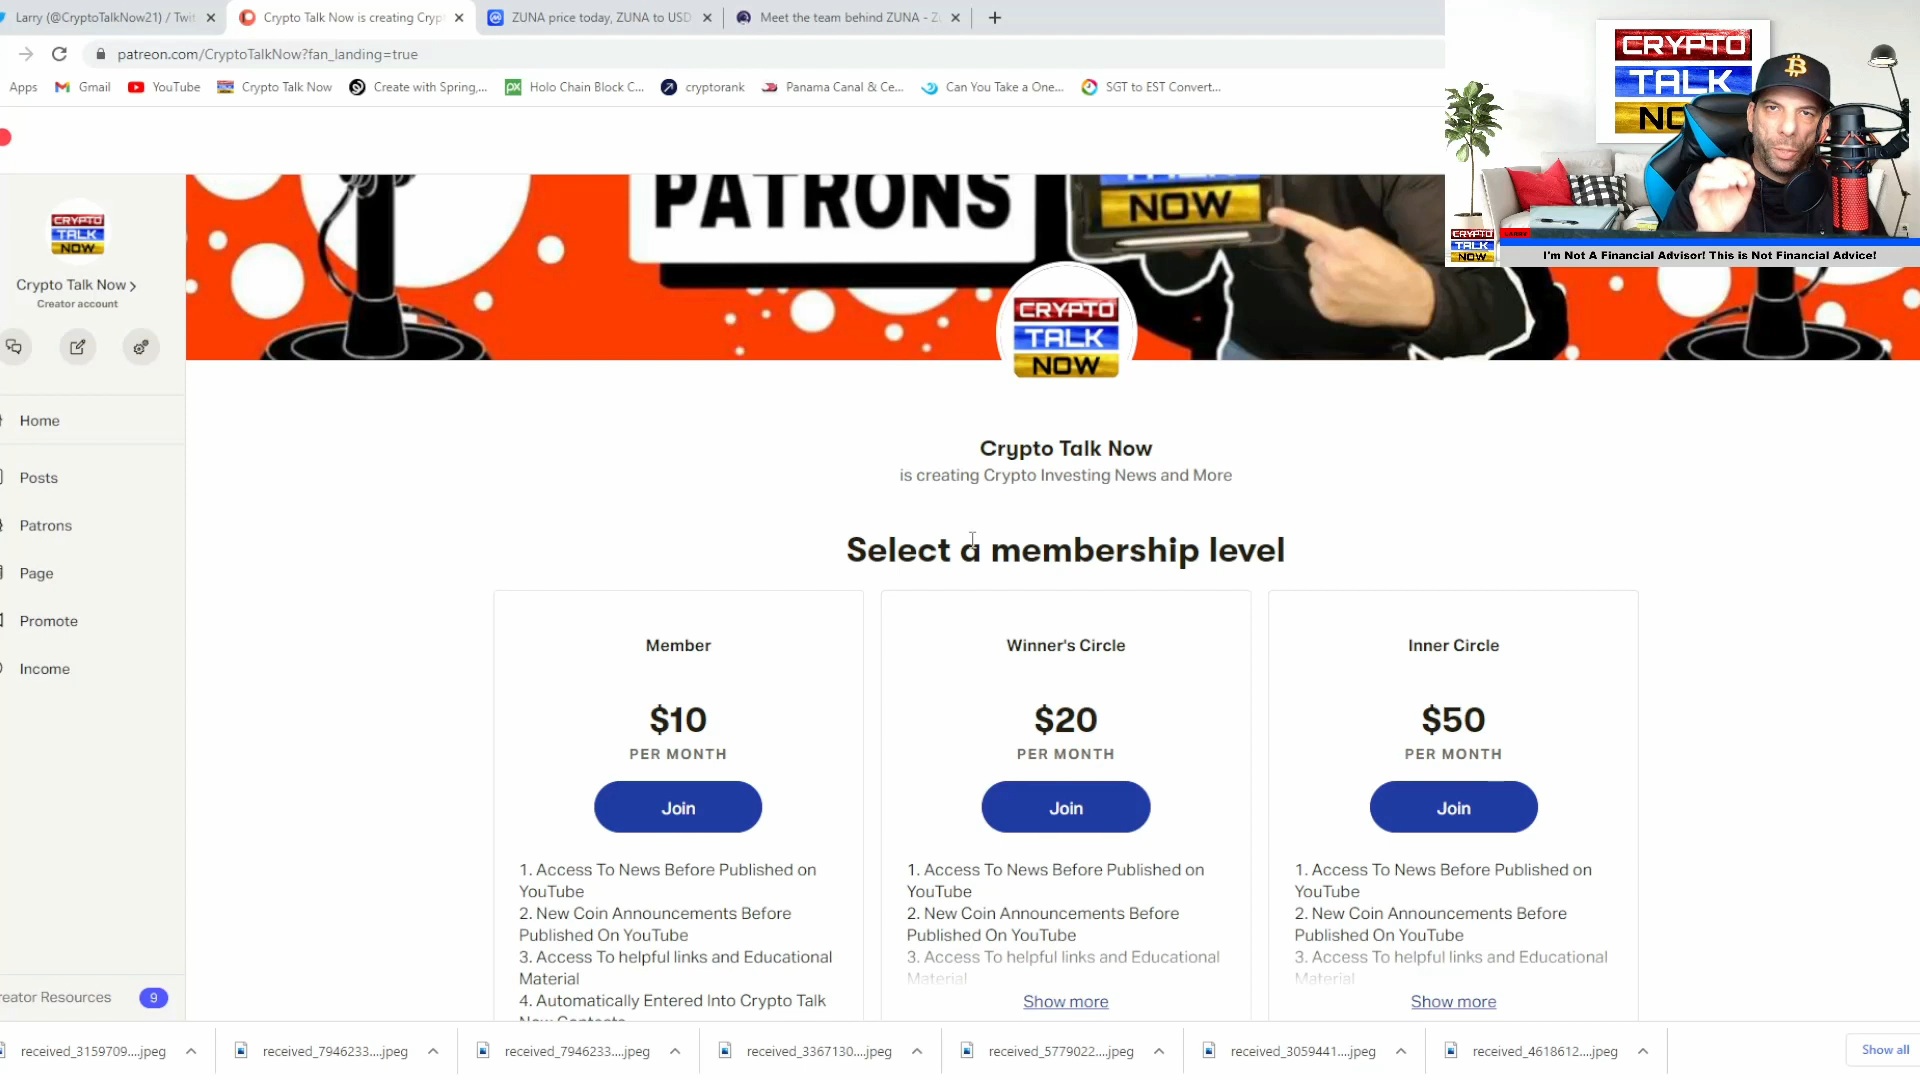 Larry (@CryptoTalkNow21) / Twit
Crypto Talk Now is creating Cryp
ZUNA price today, ZUNA to USD
Meet the team behind ZUNA - Z
patreon.com/CryptoTalkNow?fan_landing=true
Apps
Gmail
YouTube
Crypto Talk Now
Create with Spring,...
Holo Chain Block C...
cryptorank
Panama Canal & Ce...
Can You Take a One...
SGT to EST Convert...
CRYPTO
TALK
NO
CRYPTO
TALK
NOW
LARRY
I'm Not A Financial Advisor! This is Not Financial Advice!
PATRONS
NOW
CRYPTO
TALK
NOW
CRYPTO
TALK
NOW
Crypto Talk Now
Creator account
Home
Posts
Patrons
Page
Promote
Income
reator Resources
9
Crypto Talk Now
is creating Crypto Investing News and More
Select a membership level
Member
$10
PER MONTH
Join
1. Access To News Before Published on
YouTube
2. New Coin Announcements Before
Published On YouTube
3. Access To helpful links and Educational
Material
4. Automatically Entered Into Crypto Talk
Now Contests
Winner's Circle
$20
PER MONTH
Join
1. Access To News Before Published on
YouTube
2. New Coin Announcements Before
Published On YouTube
3. Access To helpful links and Educational
Material
Show more
Inner Circle
$50
PER MONTH
Join
1. Access To News Before Published on
YouTube
2. New Coin Announcements Before
Published On YouTube
3. Access To helpful links and Educational
Material
Show more
received_3159709....jpeg
received_7946233....jpeg
received_7946233....jpeg
received_3367130....jpeg
received_5779022....jpeg
received_3059441....jpeg
received_4618612....jpeg
Show all